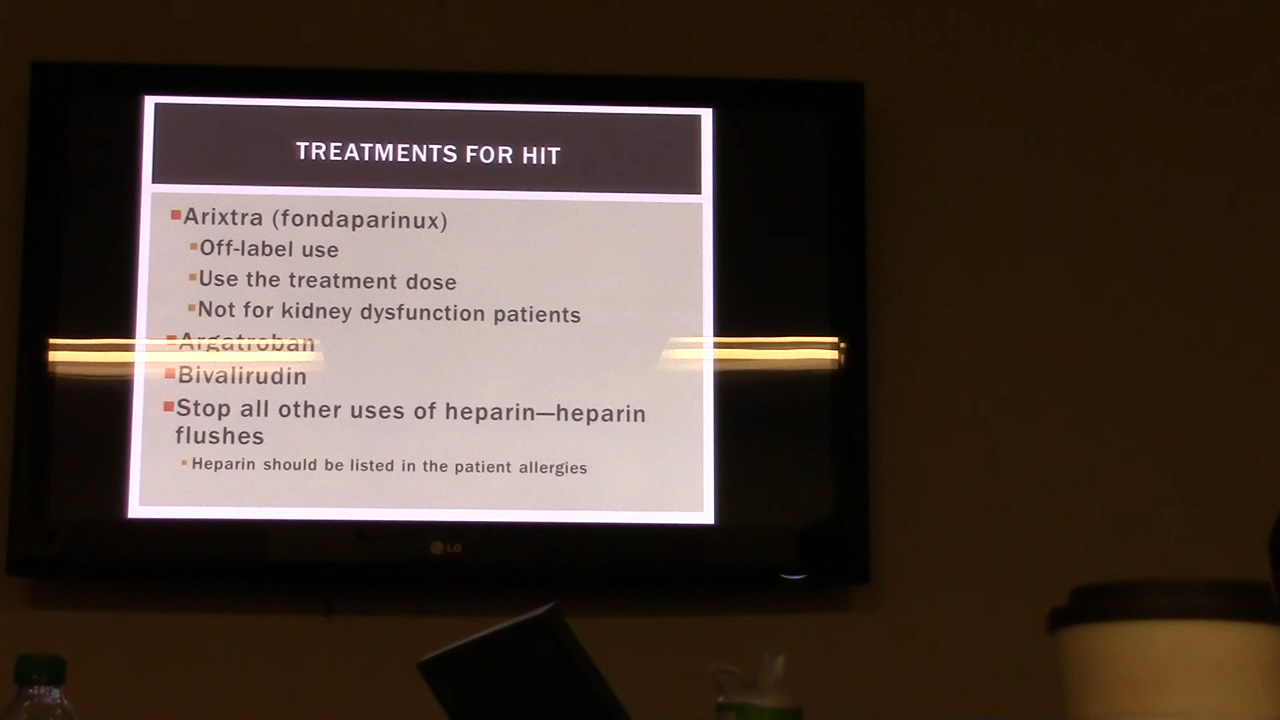 TREATMENTS FOR HIT
Arixtra (fondaparinux)
Off-label use
Use the treatment dose
Not for kidney dysfunction patients
Argatroban
Bivalirudin
Stop all other uses of heparin—heparin
flushes
Heparin should be listed in the patient allergies
LG